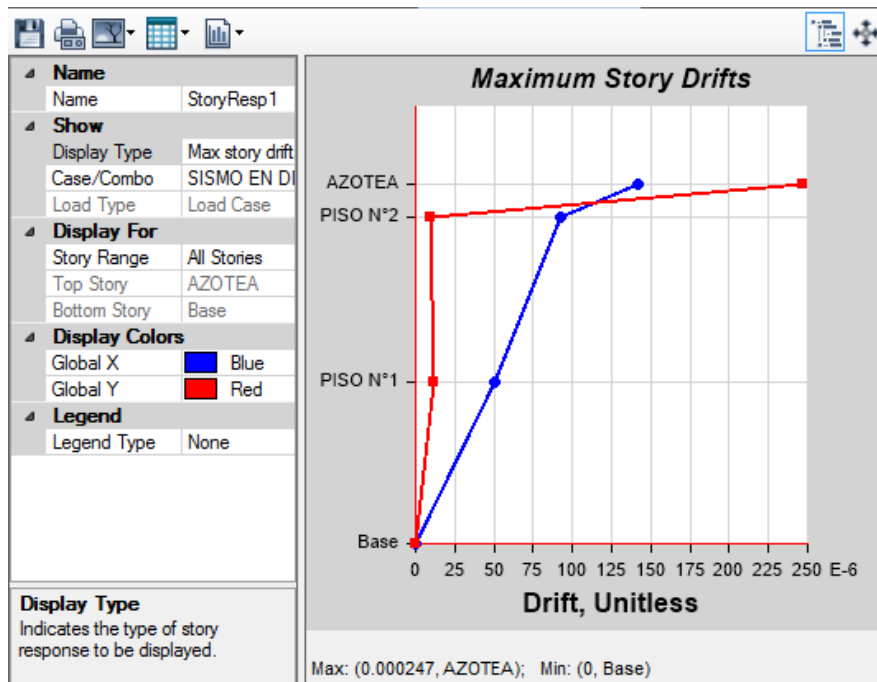 Name
Name StoryResp1
Show
Display Type Max story drift
Case/Combo SISMO EN DI
Load Type Load Case
Display For
Story Range All Stories
Top Story AZOTEA
Bottom Story Base
Display Colors
Global X Blue
Global Y Red
Legend
Legend Type None
Display Type
Indicates the type of story
response to be displayed.
Maximum Story Drifts
AZOTEA
PISO N°2
PISO N°1
Base
0 25 50 75 100 125 150 175 200 225 250 E-6
Drift, Unitless
Max: (0.000247, AZOTEA); Min: (0, Base)